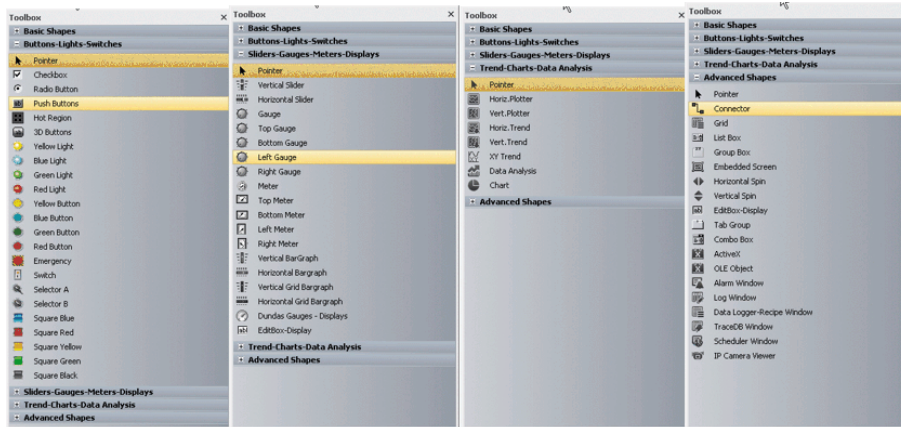 Toolbox
Basic Shapes
Buttons-Lights-Switches
Pointer
Checkbox
Radio Button
Push Buttons
Hot Region
3D Buttons
Yellow Light
Blue Light
Green Light
Red Light
Yellow Button
Blue Button
Green Button
Red Button
Emergency
Switch
Selector A
Selector B
Square Blue
Square Red
Square Yellow
Square Green
Square Black
Sliders-Gauges-Meters-Displays
Trend-Charts-Data Analysis
Advanced Shapes
Toolbox
Basic Shapes
Buttons-Lights-Switches
Sliders-Gauges-Meters-Displays
Pointer
Vertical Slider
Horizontal Slider
Gauge
Top Gauge
Bottom Gauge
Left Gauge
Right Gauge
Meter
Top Meter
Bottom Meter
Left Meter
Right Meter
Vertical BarGraph
Horizontal Bargraph
Vertical Grid Bargraph
Horizontal Grid Bargraph
Dundas Gauges - Displays
EditBox-Display
Trend-Charts-Data Analysis
Advanced Shapes
Toolbox
Basic Shapes
Buttons-Lights-Switches
Sliders-Gauges-Meters-Displays
Trend-Charts-Data Analysis
Pointer
Horiz.Plotter
Vert.Plotter
Horiz.Trend
Vert.Trend
XY Trend
Data Analysis
Chart
Advanced Shapes
Toolbox
Basic Shapes
Buttons-Lights-Switches
Sliders-Gauges-Meters-Displays
Trend-Charts-Data Analysis
Advanced Shapes
Pointer
Connector
Grid
List Box
Group Box
Embedded Screen
Horizontal Spin
Vertical Spin
EditBox-Display
Tab Group
Combo Box
ActiveX
OLE Object
Alarm Window
Log Window
Data Logger-Recipe Window
TraceDB Window
Scheduler Window
IP Camera Viewer